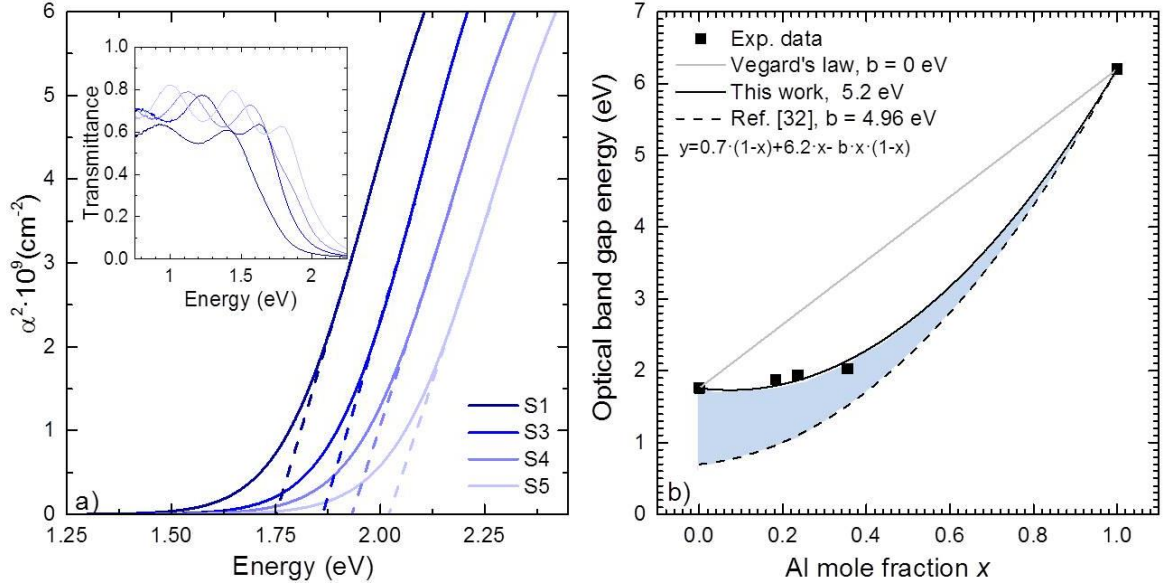 6
5
4
3
2
1
0
α²·10⁹(cm⁻²)
1.25 1.50 1.75 2.00 2.25
Energy (eV)
a)
1.0
0.8
0.6
0.4
0.2
0.0
Transmittance
1 1.5 2
Energy (eV)
S1
S3
S4
S5
7
6
5
4
3
2
1
0
Optical band gap energy (eV)
Exp. data
Vegard's law, b = 0 eV
This work, 5.2 eV
Ref. [32], b = 4.96 eV
y=0.7·(1-x)+6.2·x- b·x·(1-x)
b)
0.0 0.2 0.4 0.6 0.8 1.0
Al mole fraction x